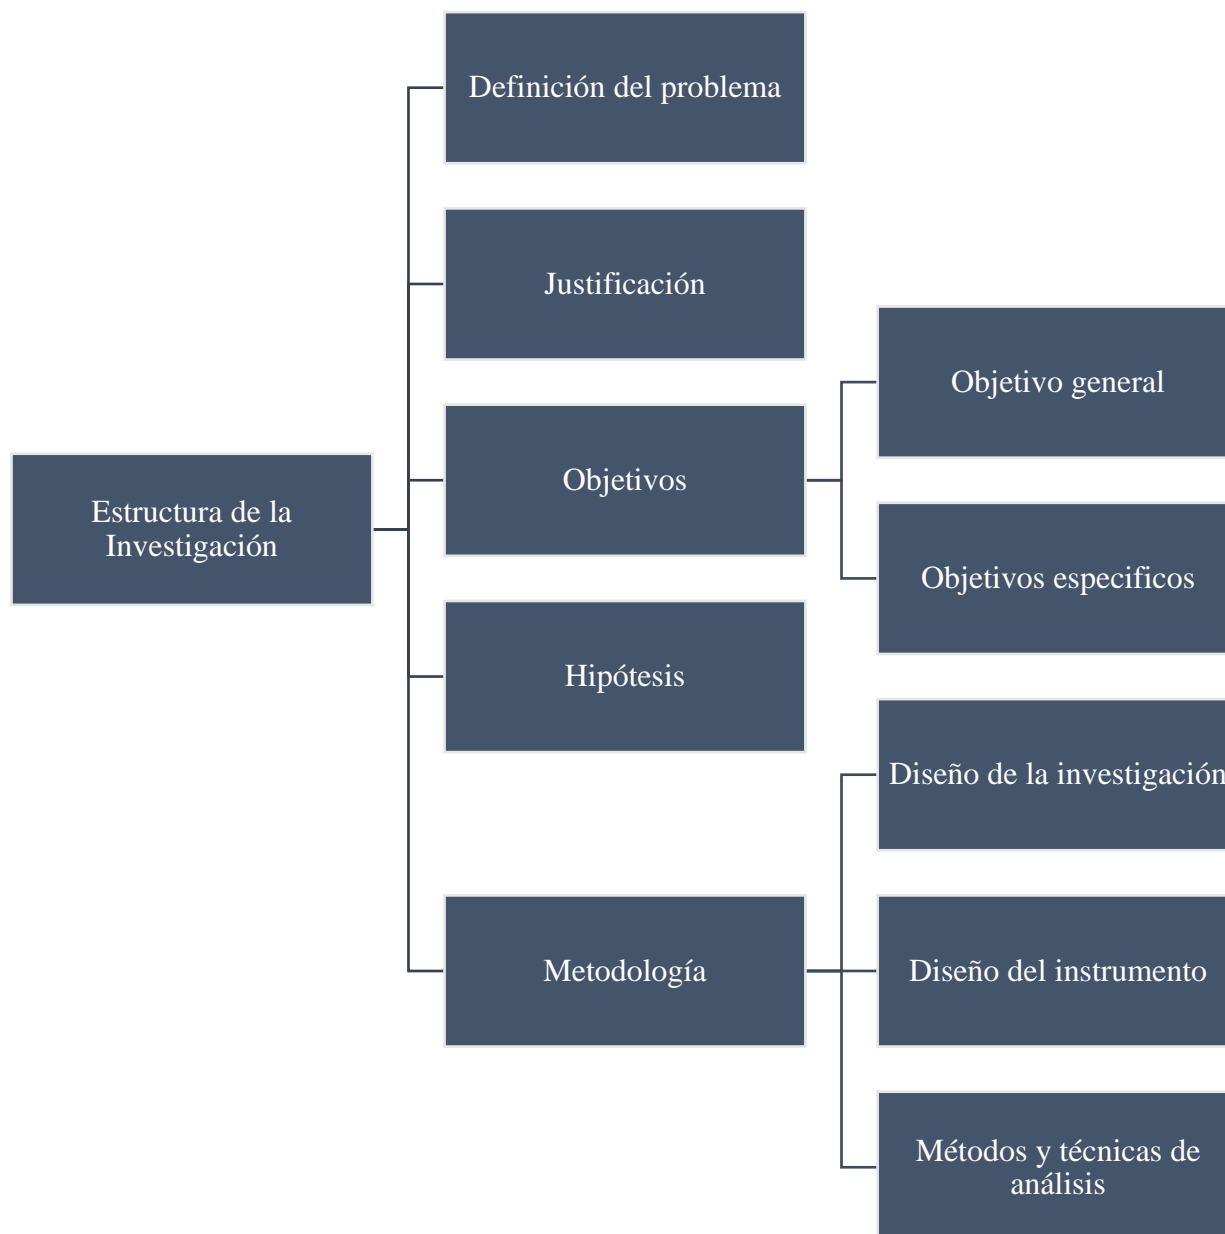 Definición del problema
Justificación
Objetivo general
Objetivos
Estructura de la
Investigación
Objetivos especificos
Hipótesis
Diseño de la investigación
Metodología
Diseño del instrumento
Métodos y técnicas de
análisis